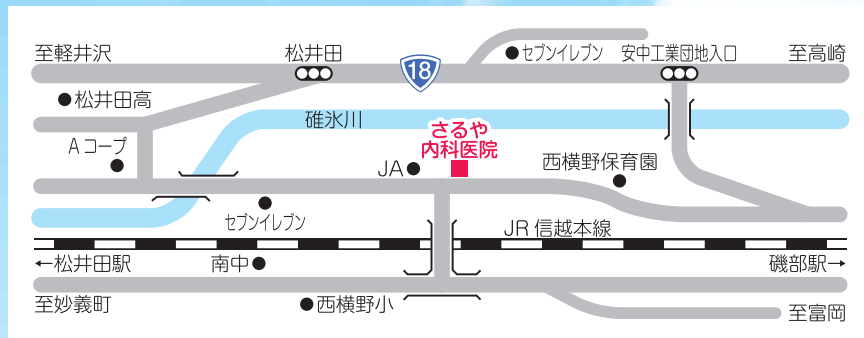 至軽井沢
松井田
18
セブンイレブン
安中工業団地入口
至高崎
松井田高
碓氷川
さるや
内科医院
Aコープ
JA
西横野保育園
セブンイレブン
JR信越本線
←松井田駅
南中
磯部駅→
至妙義町
西横野小
至富岡